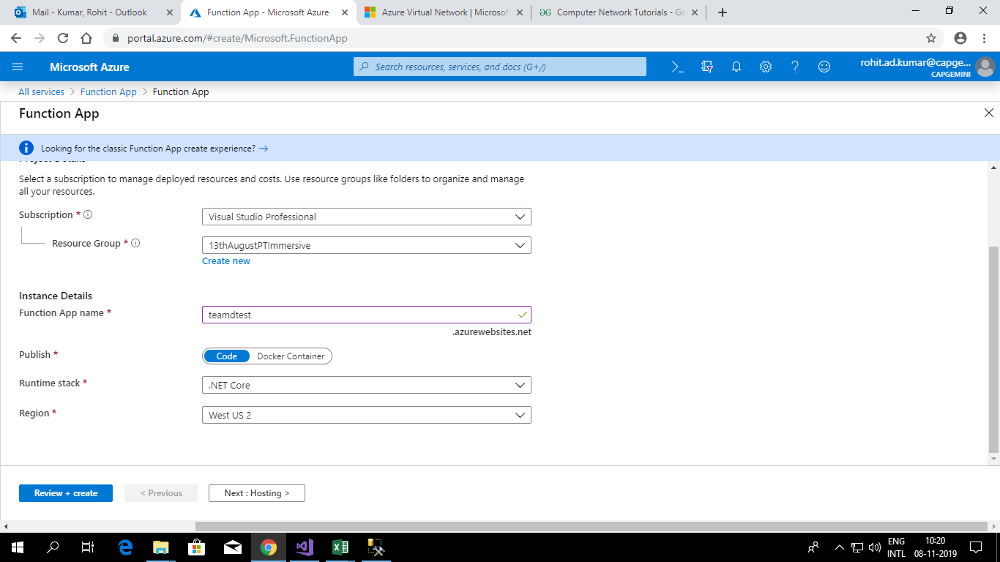 Mail - Kumar, Rohit - Outlook
Function App - Microsoft Azure
Azure Virtual Network | Microsof
GG Computer Network Tutorials - Ge
portal.azure.com/#create/Microsoft.FunctionApp
Microsoft Azure
Search resources, services, and docs (G+/)
rohit.ad.kumar@capge...
CAPGEMINI
All services > Function App > Function App
Function App
Looking for the classic Function App create experience? →
Project Details
Select a subscription to manage deployed resources and costs. Use resource groups like folders to organize and manage
all your resources.
Subscription *
Visual Studio Professional
Resource Group *
13thAugustPTImmersive
Create new
Instance Details
Function App name *
teamdtest
.azurewebsites.net
Publish *
Code Docker Container
Runtime stack *
.NET Core
Region *
West US 2
Review + create
< Previous
Next : Hosting >
ENG
INTL
10:20
08-11-2019